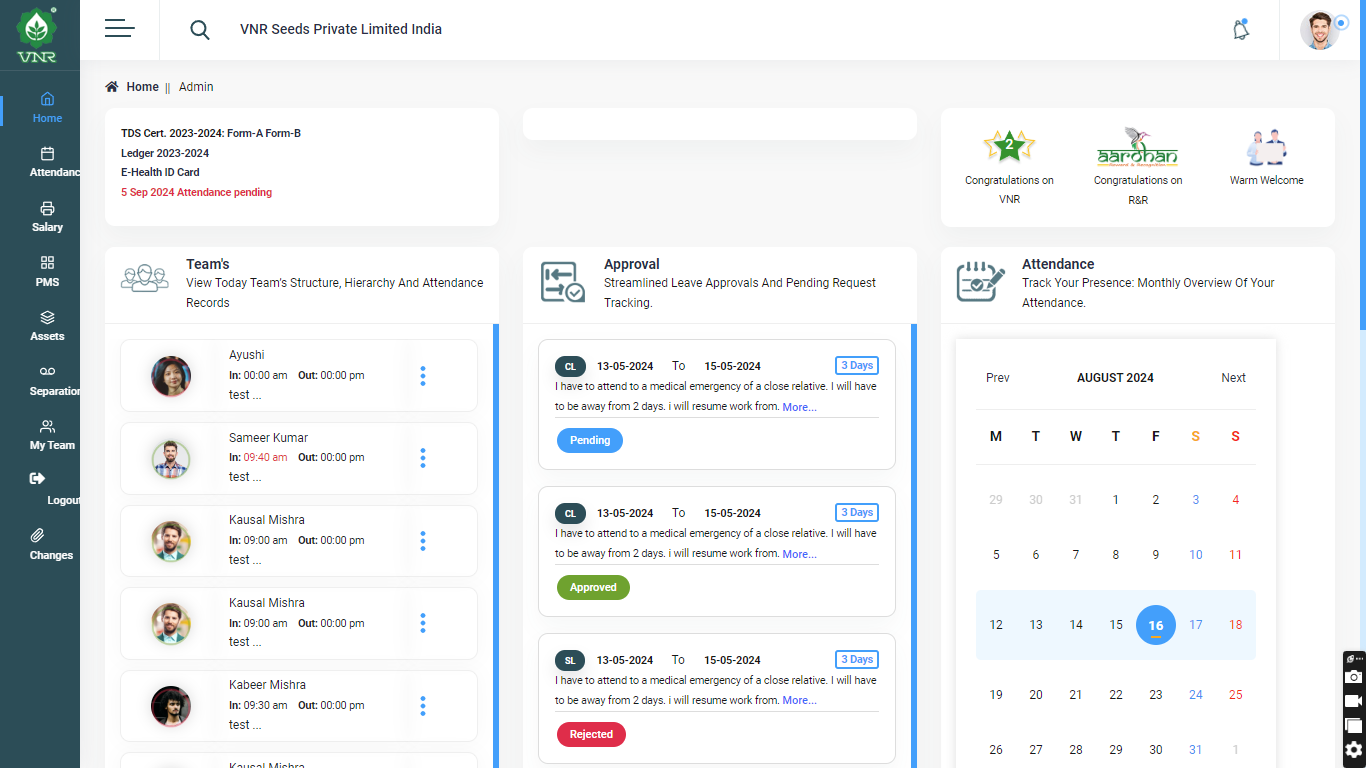 VNR
VNR Seeds Private Limited India
Home || Admin
Home
Attendanc
Salary
PMS
Assets
Separation
My Team
Logout
Changes
TDS Cert. 2023-2024: Form-A Form-B
Ledger 2023-2024
E-Health ID Card
5 Sep 2024 Attendance pending
2
Congratulations on
VNR
aardhan
Congratulations on
R&R
Warm Welcome
Team's
View Today Team's Structure, Hierarchy And Attendance
Records
Ayushi
In: 00:00 am Out: 00:00 pm
test ...
Sameer Kumar
In: 09:40 am Out: 00:00 pm
test ...
Kausal Mishra
In: 09:00 am Out: 00:00 pm
test ...
Kausal Mishra
In: 09:00 am Out: 00:00 pm
test ...
Kabeer Mishra
In: 09:30 am Out: 00:00 pm
test ...
Kausal Mishra
Approval
Streamlined Leave Approvals And Pending Request
Tracking.
CL 13-05-2024 To 15-05-2024 3 Days
I have to attend to a medical emergency of a close relative. I will have
to be away from 2 days. i will resume work from. More...
Pending
CL 13-05-2024 To 15-05-2024 3 Days
I have to attend to a medical emergency of a close relative. I will have
to be away from 2 days. i will resume work from. More...
Approved
SL 13-05-2024 To 15-05-2024 3 Days
I have to attend to a medical emergency of a close relative. I will have
to be away from 2 days. i will resume work from. More...
Rejected
Attendance
Track Your Presence: Monthly Overview Of Your
Attendance.
Prev AUGUST 2024 Next
M T W T F S S
29 30 31 1 2 3 4
5 6 7 8 9 10 11
12 13 14 15 16 17 18
19 20 21 22 23 24 25
26 27 28 29 30 31 1